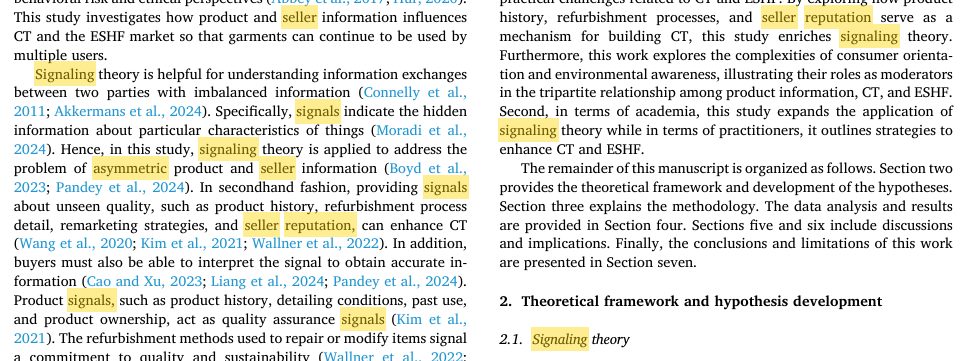 behavioral risk and ethical perspectives (Abbey et al., 2017; Hur, 2020).
This study investigates how product and seller information influences
CT and the ESHF market so that garments can continue to be used by
multiple users.
Signaling theory is helpful for understanding information exchanges
between two parties with imbalanced information (Connelly et al.,
2011; Akkermans et al., 2024). Specifically, signals indicate the hidden
information about particular characteristics of things (Moradi et al.,
2024). Hence, in this study, signaling theory is applied to address the
problem of asymmetric product and seller information (Boyd et al.,
2023; Pandey et al., 2024). In secondhand fashion, providing signals
about unseen quality, such as product history, refurbishment process
detail, remarketing strategies, and seller reputation, can enhance CT
(Wang et al., 2020; Kim et al., 2021; Wallner et al., 2022). In addition,
buyers must also be able to interpret the signal to obtain accurate in-
formation (Cao and Xu, 2023; Liang et al., 2024; Pandey et al., 2024).
Product signals, such as product history, detailing conditions, past use,
and product ownership, act as quality assurance signals (Kim et al.,
2021). The refurbishment methods used to repair or modify items signal
a commitment to quality and sustainability (Wallner et al., 2022;
practical challenges related to CT and ESHF. By exploring how product
history, refurbishment processes, and seller reputation serve as a
mechanism for building CT, this study enriches signaling theory.
Furthermore, this work explores the complexities of consumer orienta-
tion and environmental awareness, illustrating their roles as moderators
in the tripartite relationship among product information, CT, and ESHF.
Second, in terms of academia, this study expands the application of
signaling theory while in terms of practitioners, it outlines strategies to
enhance CT and ESHF.
The remainder of this manuscript is organized as follows. Section two
provides the theoretical framework and development of the hypotheses.
Section three explains the methodology. The data analysis and results
are provided in Section four. Sections five and six include discussions
and implications. Finally, the conclusions and limitations of this work
are presented in Section seven.
2. Theoretical framework and hypothesis development
2.1. Signaling theory